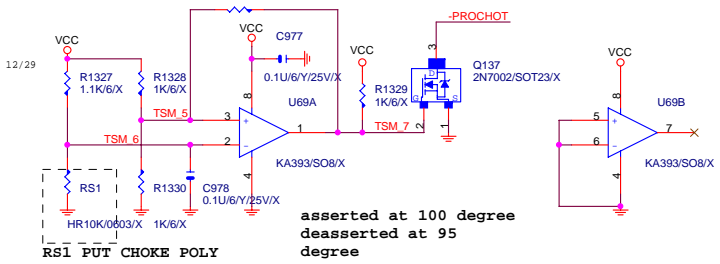 -PROCHOT
C977
VCC
VCC
VCC
VCC
12/29
3
Q137
2N7002/SOT23/X
D
G
S
R1327
1.1K/6/X
R1328
1K/6/X
0.1U/6/Y/25V/X
R1329
1K/6/X
8
U69A
8
U69B
TSM_5
3
+
1
TSM_7
2
1
5
+
7
TSM_6
2
-
6
-
KA393/SO8/X
KA393/SO8/X
4
4
RS1
R1330
C978
0.1U/6/Y/25V/X
HR10K/0603/X
1K/6/X
asserted at 100 degree
deasserted at 95
degree
RS1 PUT CHOKE POLY